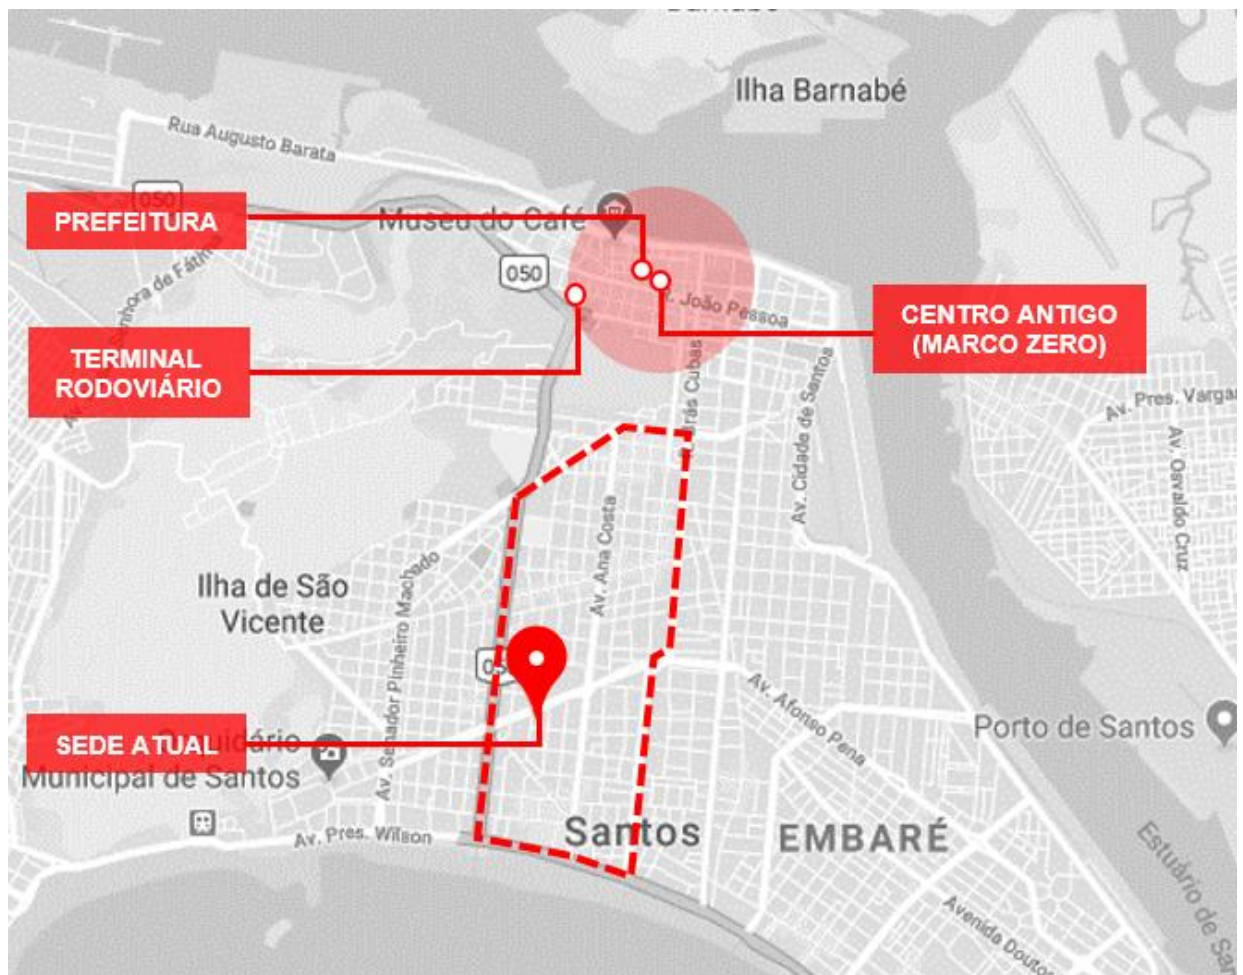 Ilha Barnabé
Rua Augusto Barata
050
PREFEITURA
Museu do Café
050
CENTRO ANTIGO
(MARCO ZERO)
R. João Pessoa
TERMINAL
RODOVIÁRIO
Av. Pres. Vargas
Av. Osvaldo Cruz
Av. Cidade de Santos
Av. Ana Costa
Ilha de São
Vicente
Av. Senador Pinheiro Machado
Av. Afonso Pena
Porto de Santos
SEDE ATUAL
Municipal de Santos
Av. Pres. Wilson
Santos
EMBARÉ
Estuário de
Avenida